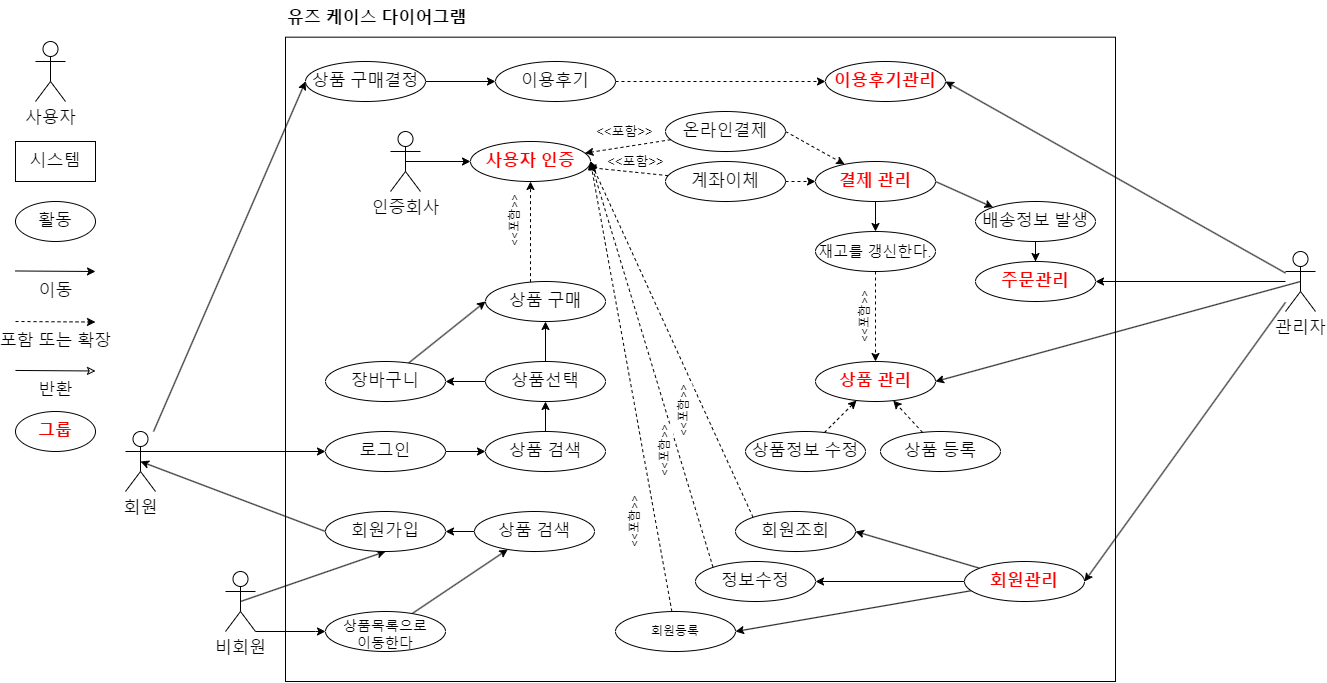 유즈 케이스 다이어그램
사용자
시스템
활동
이동
포함 또는 확장
반환
그룹
상품 구매결정
이용후기
이용후기관리
<<포함>>
온라인결제
사용자 인증
<<포함>>
계좌이체
결제 관리
인증회사
<<포함>>
배송정보 발생
재고를 갱신한다.
주문관리
관리자
상품 구매
<<포함>>
장바구니
상품선택
상품 관리
<<포함>>
<<포함>>
<<포함>>
로그인
상품 검색
상품정보 수정
상품 등록
회원
회원가입
상품 검색
회원조회
정보수정
회원관리
비회원
상품목록으로
이동한다
회원등록